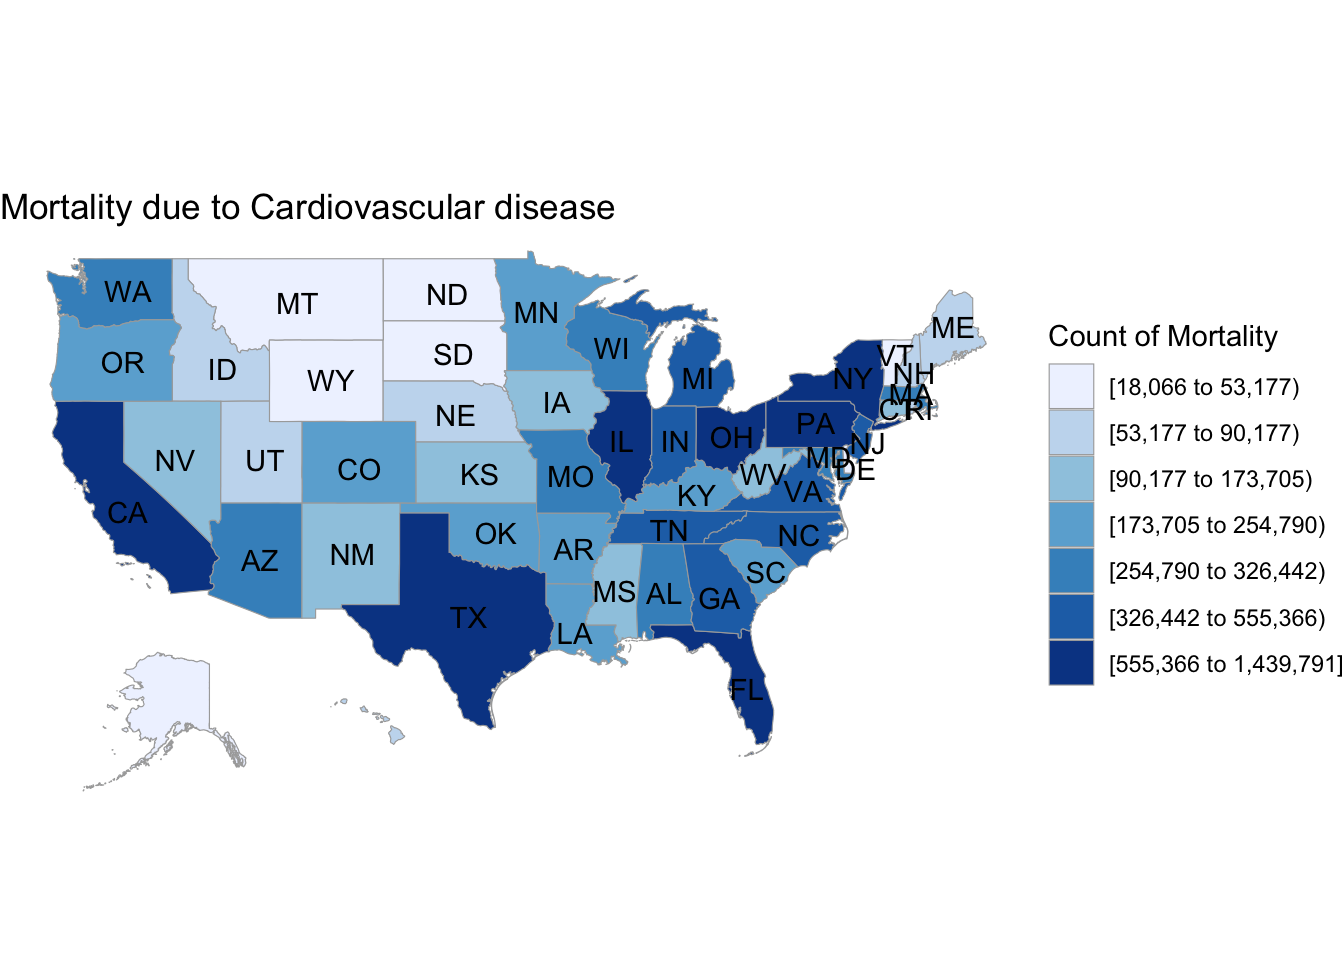 Mortality due to Cardiovascular disease
WA
MT
ND
MN
ME
OR
ID
WY
SD
WI
MI
VT
NH
NY
MA
CT
RI
NV
UT
CO
NE
IA
KS
MO
IL
IN
OH
PA
NJ
MD
DE
WV
VA
KY
CA
AZ
NM
OK
AR
TN
NC
SC
TX
LA
MS
AL
GA
FL
Count of Mortality
[18,066 to 53,177)
[53,177 to 90,177)
[90,177 to 173,705)
[173,705 to 254,790)
[254,790 to 326,442)
[326,442 to 555,366)
[555,366 to 1,439,791]